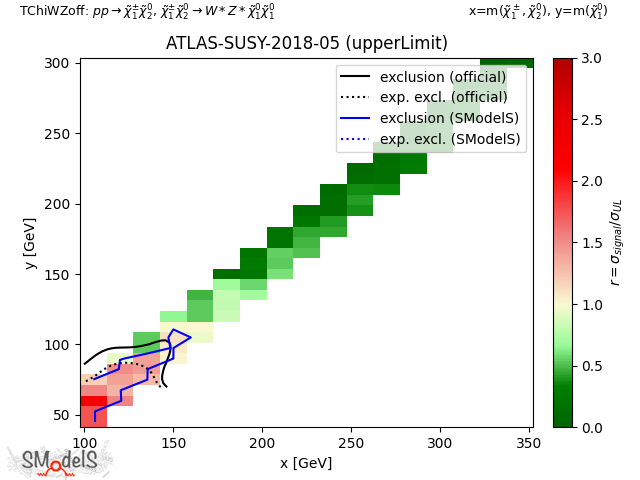 TChiWZoff: pp → χ̃₁^±χ̃₂⁰, χ̃₁^±χ̃₂⁰ → W*Z*χ̃₁⁰χ̃₁⁰
x=m(χ̃₁^±, χ̃₂⁰), y=m(χ̃₁⁰)
ATLAS-SUSY-2018-05 (upperLimit)
exclusion (official)
exp. excl. (official)
exclusion (SModelS)
exp. excl. (SModelS)
300
250
200
150
100
50
y [GeV]
100 150 200 250 300 350
x [GeV]
3.0
2.5
2.0
1.5
1.0
0.5
0.0
r = σ_signal/σ_UL
SModelS